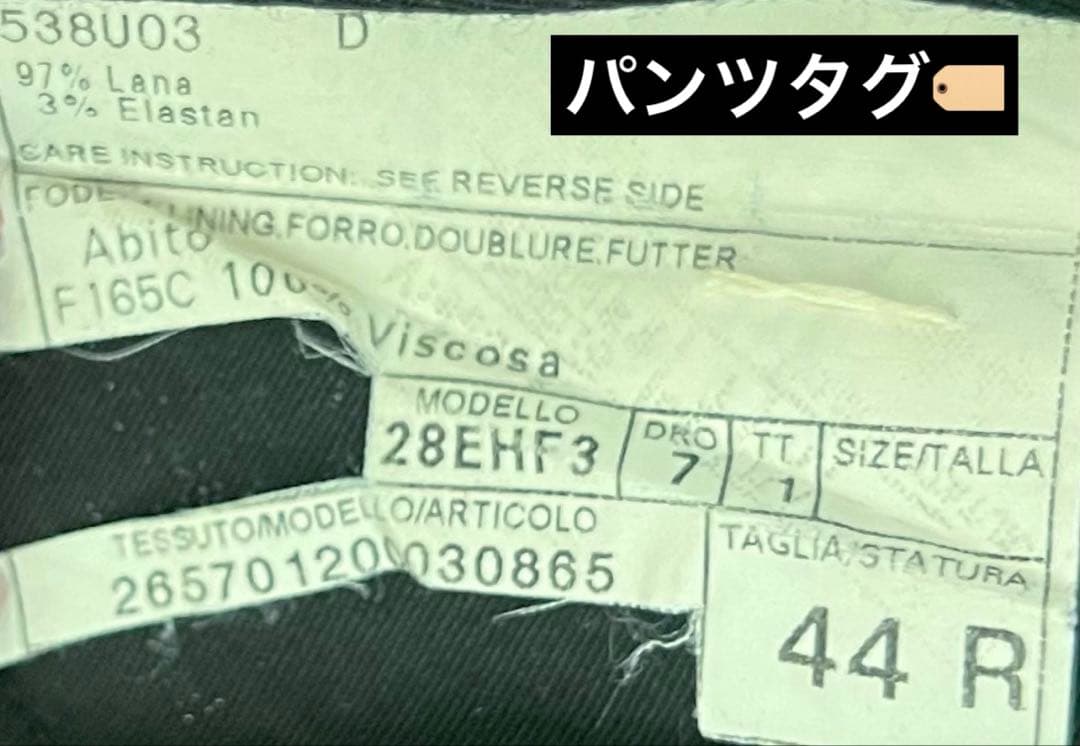 538U03 D
パンツタグ
97% Lana
3% Elastan
CARE INSTRUCTION: SEE REVERSE SIDE
LINING,FORRO,DOUBLURE,FUTTER
Abito
F165C 100%
Viscosa
MODELLO
28EHF3
DRO
7
TT
1
SIZE/TALLA
TESSUTO/MODELLO/ARTICOLO
TAGLIA/STATURA
44 R